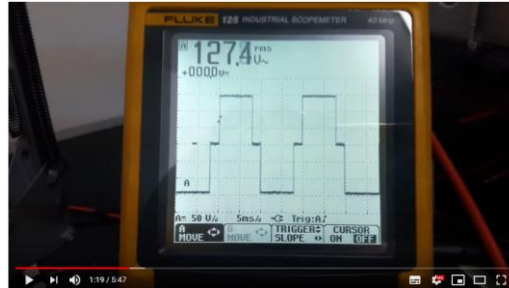 FLUKE 125 INDUSTRIAL SCOPEMETER 40 MHz
A 127.4 rms
V~
+000.0V=
A
A= 50 V/ 5ms/ Trig:A
A MOVE B MOVE TRIGGER SLOPE CURSOR ON OFF
1:19 / 5:47